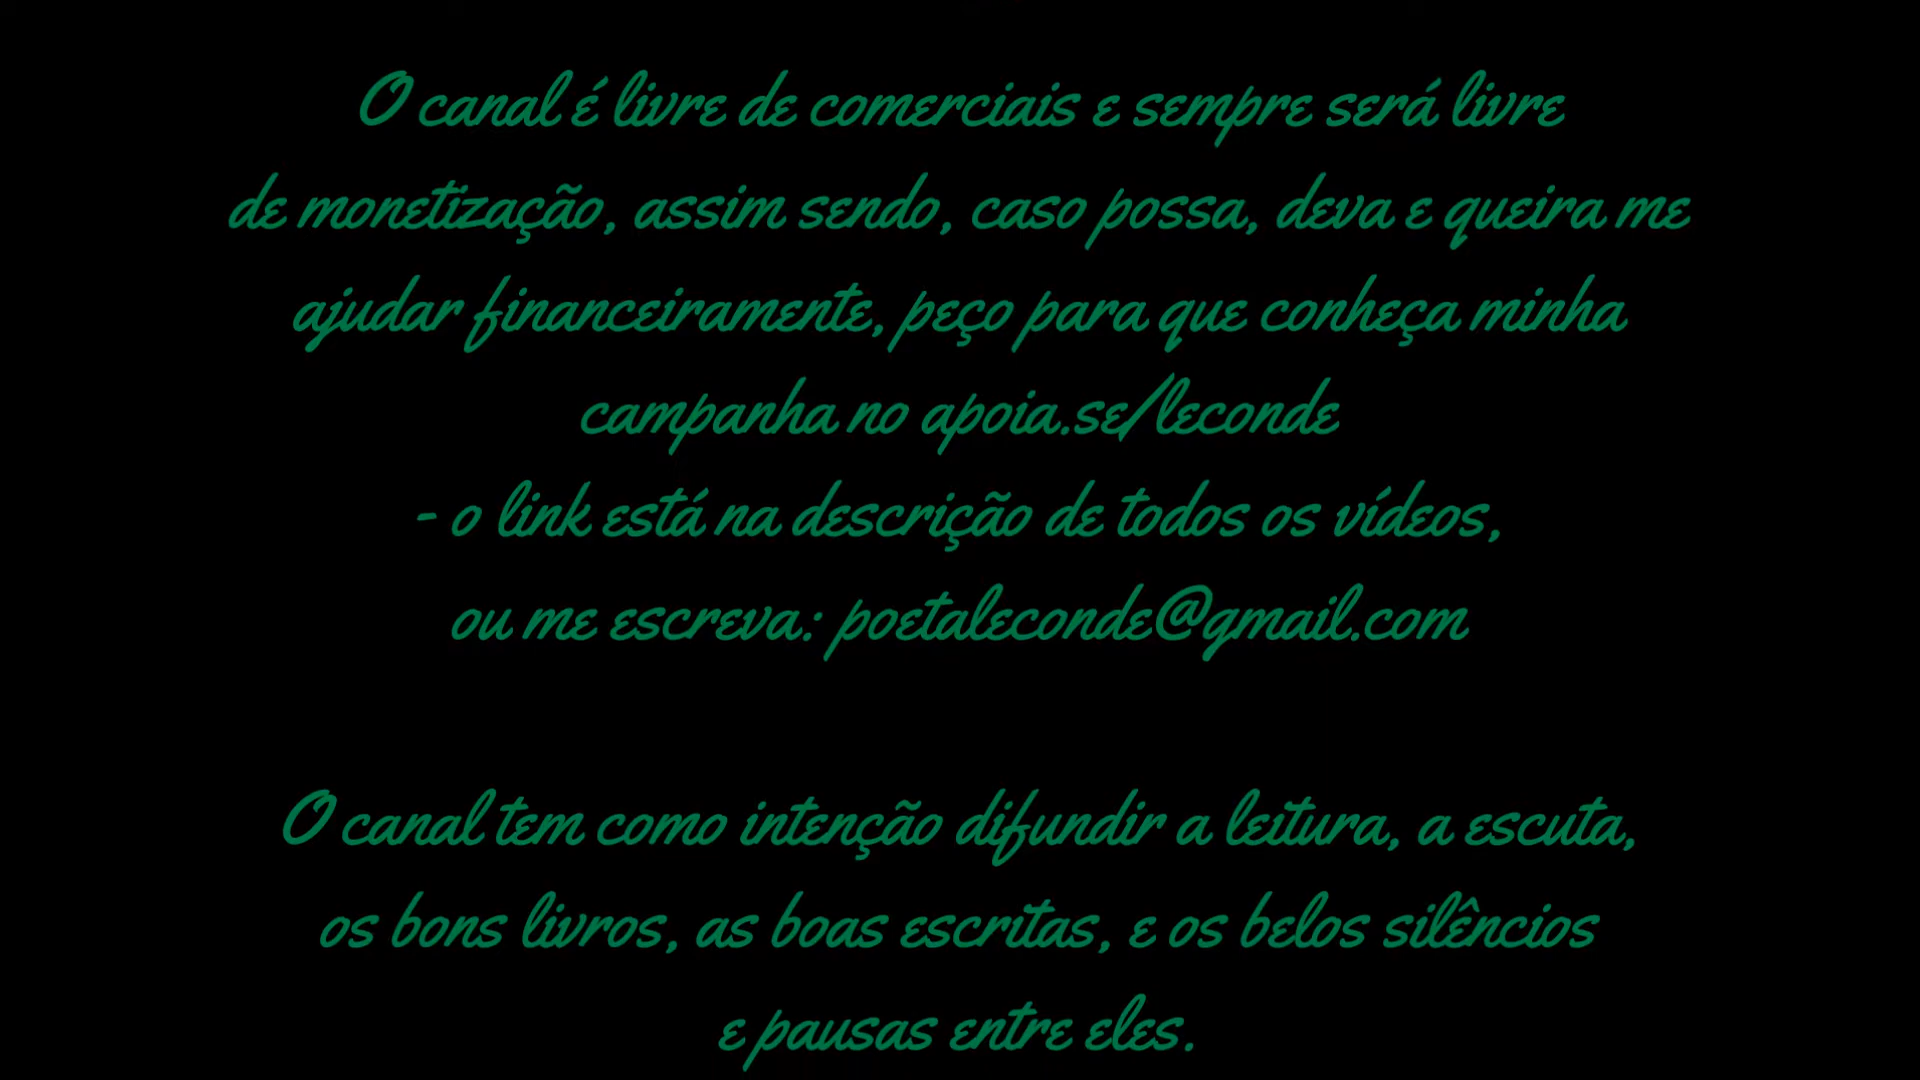 O canal é livre de comerciais e sempre será livre
de monetização, assim sendo, caso possa, deva e queira me
ajudar financeiramente, peço para que conheça minha
campanha no apoia.se/leconde
- o link está na descrição de todos os vídeos,
ou me escreva: poetaleconde@gmail.com
O canal tem como intenção difundir a leitura, a escuta,
os bons livros, as boas escritas, e os belos silêncios
e pausas entre eles.